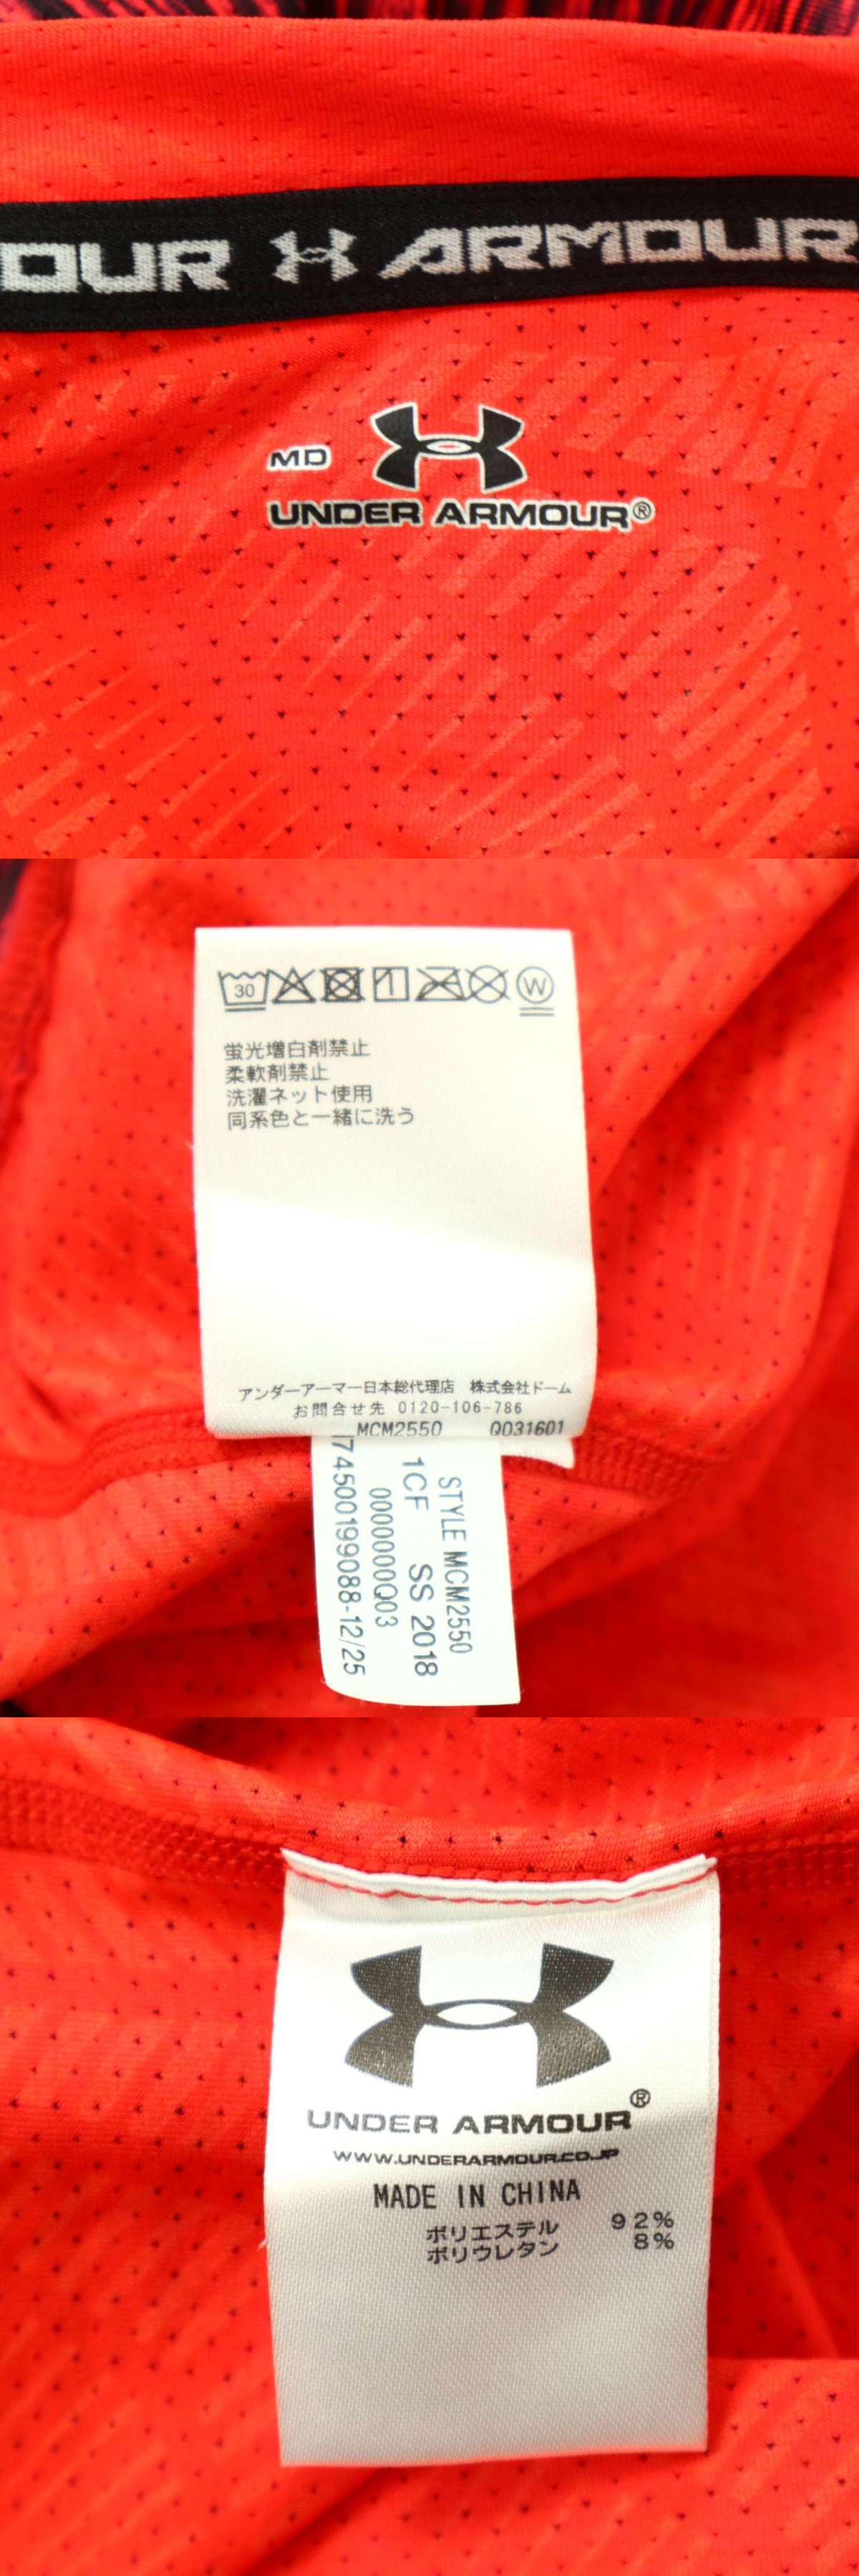 OUR ARMOUR
MD
UNDER ARMOUR®
30 W
蛍光増白剤禁止
柔軟剤禁止
洗濯ネット使用
同系色と一緒に洗う
アンダーアーマー日本総代理店 株式会社ドーム
お問合せ先 0120-106-786
MCM2550 Q031601
STYLE MCM2550
1CF SS 2018
0000000Q03
174500199088-12/25
UNDER ARMOUR®
WWW.UNDERARMOUR.CO.JP
MADE IN CHINA
ポリエステル 92%
ポリウレタン 8%